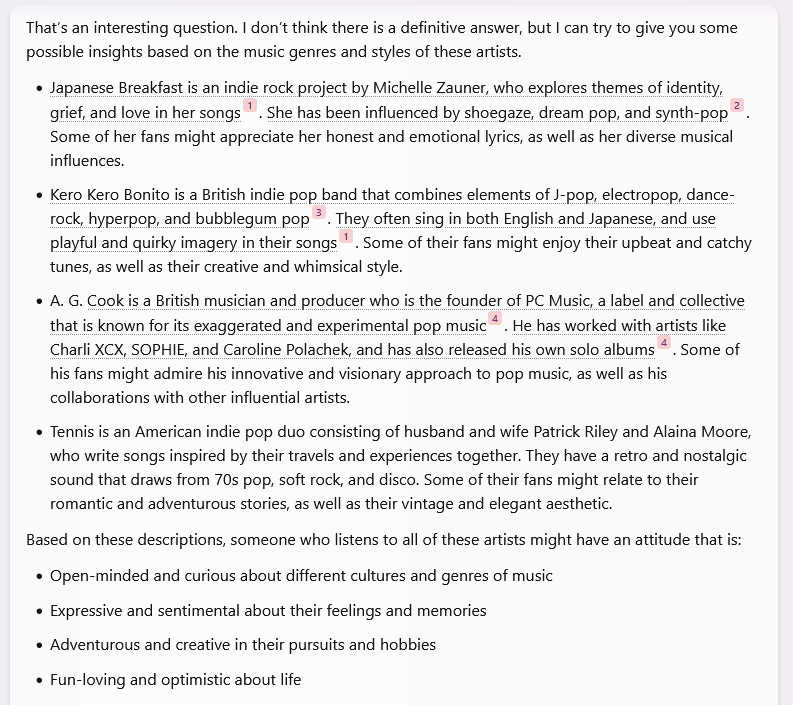 That's an interesting question. I don't think there is a definitive answer, but I can try to give you some
possible insights based on the music genres and styles of these artists.
• Japanese Breakfast is an indie rock project by Michelle Zauner, who explores themes of identity,
grief, and love in her songs 1 . She has been influenced by shoegaze, dream pop, and synth-pop 2 .
Some of her fans might appreciate her honest and emotional lyrics, as well as her diverse musical
influences.
• Kero Kero Bonito is a British indie pop band that combines elements of J-pop, electropop, dance-
rock, hyperpop, and bubblegum pop 3 . They often sing in both English and Japanese, and use
playful and quirky imagery in their songs 1 . Some of their fans might enjoy their upbeat and catchy
tunes, as well as their creative and whimsical style.
• A. G. Cook is a British musician and producer who is the founder of PC Music, a label and collective
that is known for its exaggerated and experimental pop music 4 . He has worked with artists like
Charli XCX, SOPHIE, and Caroline Polachek, and has also released his own solo albums 4 . Some of
his fans might admire his innovative and visionary approach to pop music, as well as his
collaborations with other influential artists.
• Tennis is an American indie pop duo consisting of husband and wife Patrick Riley and Alaina Moore,
who write songs inspired by their travels and experiences together. They have a retro and nostalgic
sound that draws from 70s pop, soft rock, and disco. Some of their fans might relate to their
romantic and adventurous stories, as well as their vintage and elegant aesthetic.
Based on these descriptions, someone who listens to all of these artists might have an attitude that is:
• Open-minded and curious about different cultures and genres of music
• Expressive and sentimental about their feelings and memories
• Adventurous and creative in their pursuits and hobbies
• Fun-loving and optimistic about life